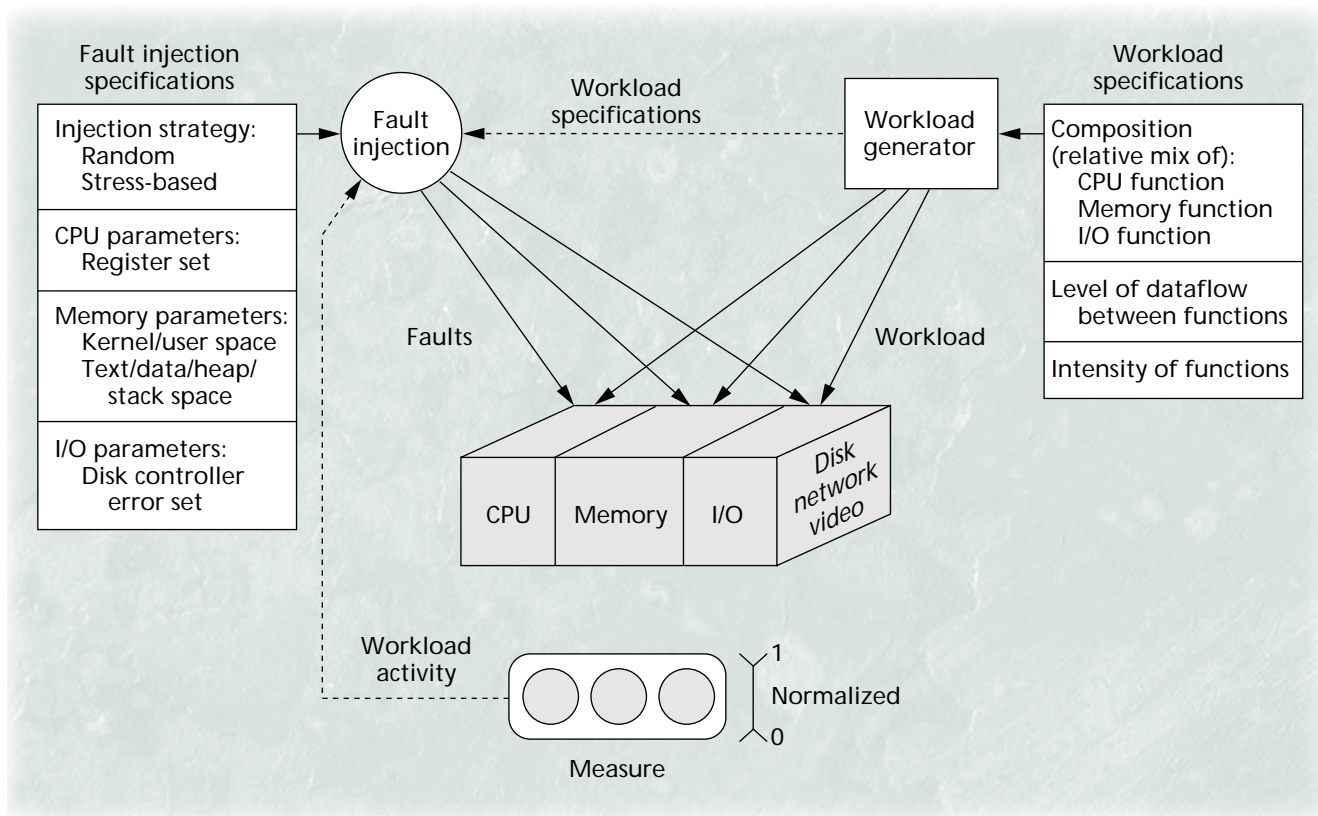 Fault injection
specifications
Injection strategy:
Random
Stress-based
CPU parameters:
Register set
Memory parameters:
Kernel/user space
Text/data/heap/
stack space
I/O parameters:
Disk controller
error set
Fault
injection
Workload
specifications
Workload
generator
Workload
specifications
Composition
(relative mix of):
CPU function
Memory function
I/O function
Level of dataflow
between functions
Intensity of functions
Faults
Workload
CPU
Memory
I/O
Disk
network
video
Workload
activity
1
Normalized
0
Measure